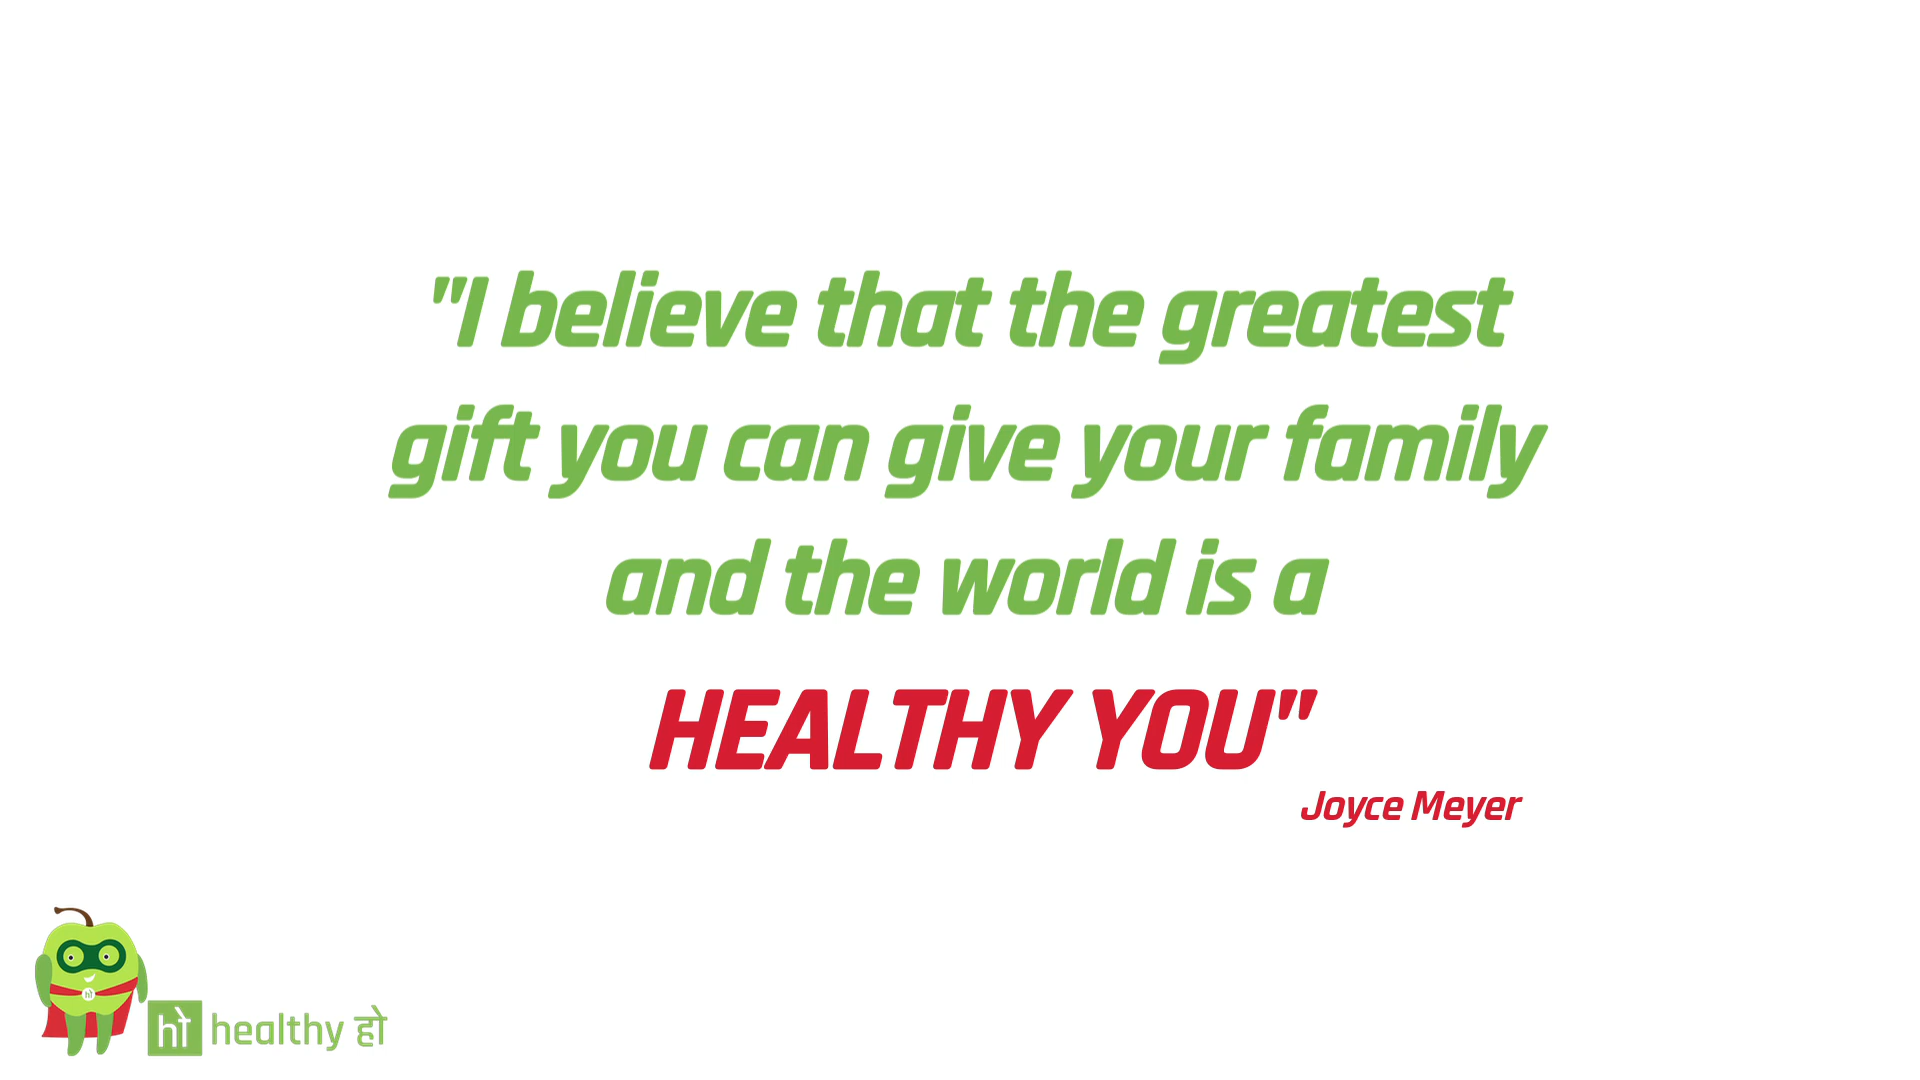 "I believe that the greatest
gift you can give your family
and the world is a
HEALTHY YOU"
Joyce Meyer
हो healthy हो